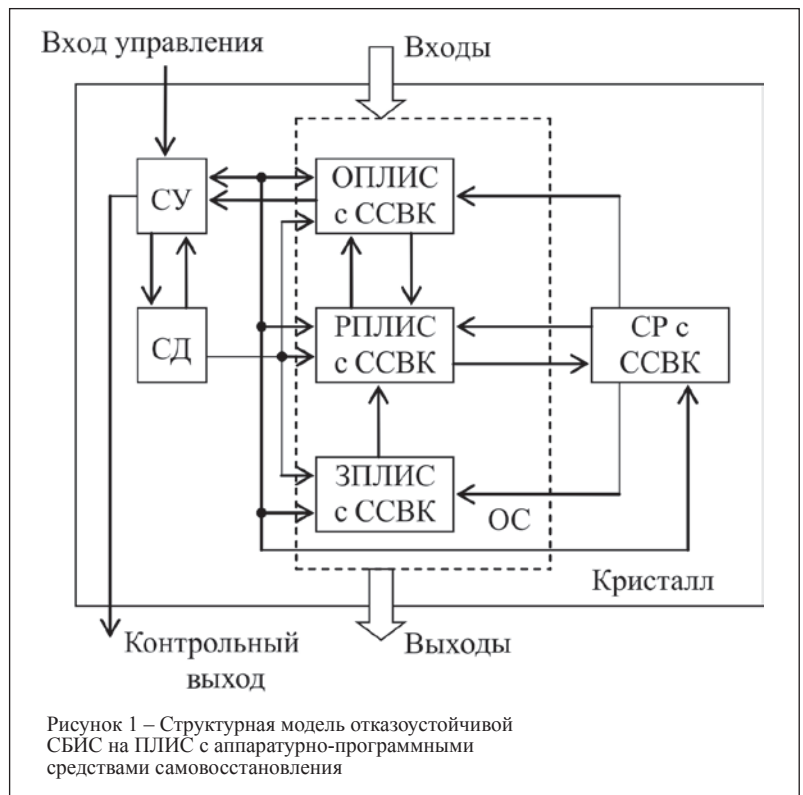 Вход управления
Входы
СУ
ОПЛИС
с ССВК
СД
РПЛИС
с ССВК
СР с
ССВК
ЗПЛИС
с ССВК
ОС
Кристалл
Контрольный
выход
Выходы
Рисунок 1 – Структурная модель отказоустойчивой
СБИС на ПЛИС с аппаратурно-программными
средствами самовосстановления